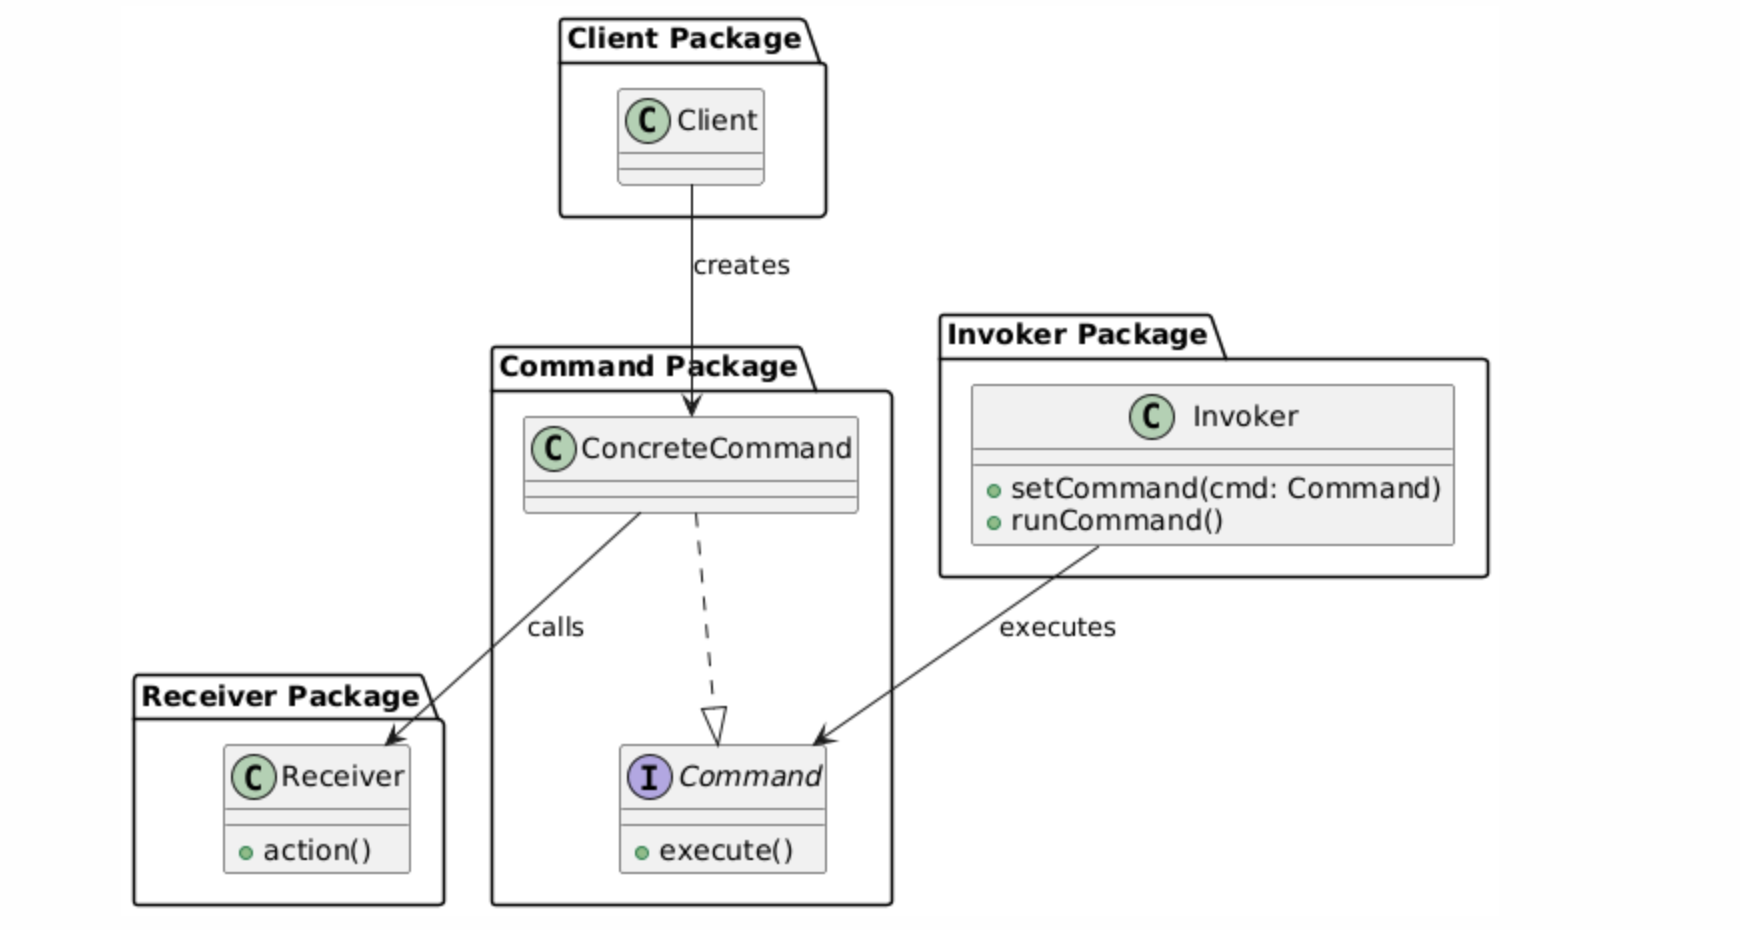 Client Package
C Client
creates
Invoker Package
C Invoker
setCommand(cmd: Command)
runCommand()
Command Package
C ConcreteCommand
calls
executes
Receiver Package
C Receiver
action()
I Command
execute()